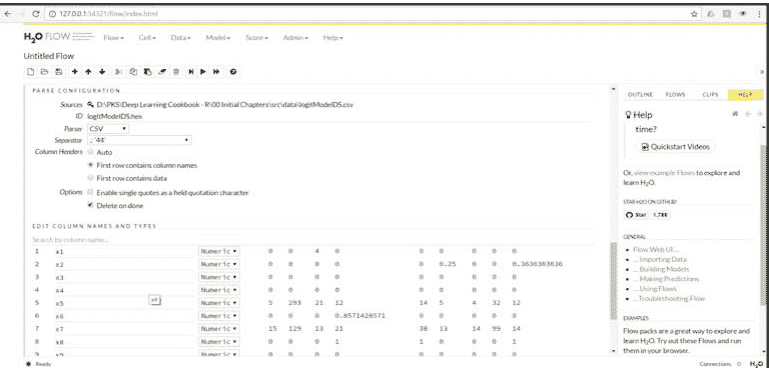 127.0.0.1:54321/flow/index.html
H2O FLOW Flow Cell Data Model Score Admin Help
Untitled Flow
PARSE CONFIGURATION
Sources D:\PKS\Deep Learning Cookbook - R\00 Initial Chapters\src\data\logitModelDS.csv
ID logitModelDS.hex
Parser CSV
Separator ,: '44'
Column Headers Auto
First row contains column names
First row contains data
Options Enable single quotes as a field quotation character
Delete on done
EDIT COLUMN NAMES AND TYPES
Search by column name...
1 x1 Numeric 0 0 4 0 0 0 0 0 0
2 x2 Numeric 0 0 0 0 0 0.25 0 0 0.3636363636
3 x3 Numeric 0 0 0 0 0 0 0 0 0
4 x4 Numeric 0 0 0 0 0 0 0 0 0
5 x5 Numeric 5 293 21 12 14 5 4 32 12
6 x6 Numeric 0 0 0 0.0571428571 0 0 0 0 0
7 x7 Numeric 15 129 13 21 38 13 14 99 14
8 x8 Numeric 0 0 0 1 1 0 0 0 1
x4
Ready
OUTLINE FLOWS CLIPS HELP
Help
time?
Quickstart Videos
Or, view example Flows to explore and
learn H2O.
STAR H2O ON GITHUB!
Star 1,786
GENERAL
Flow Web UI ...
... Importing Data
... Building Models
... Making Predictions
... Using Flows
...Troubleshooting Flow
EXAMPLES
Flow packs are a great way to explore and
learn H2O. Try out these Flows and run
them in your browser.
Connections: 0 H2O